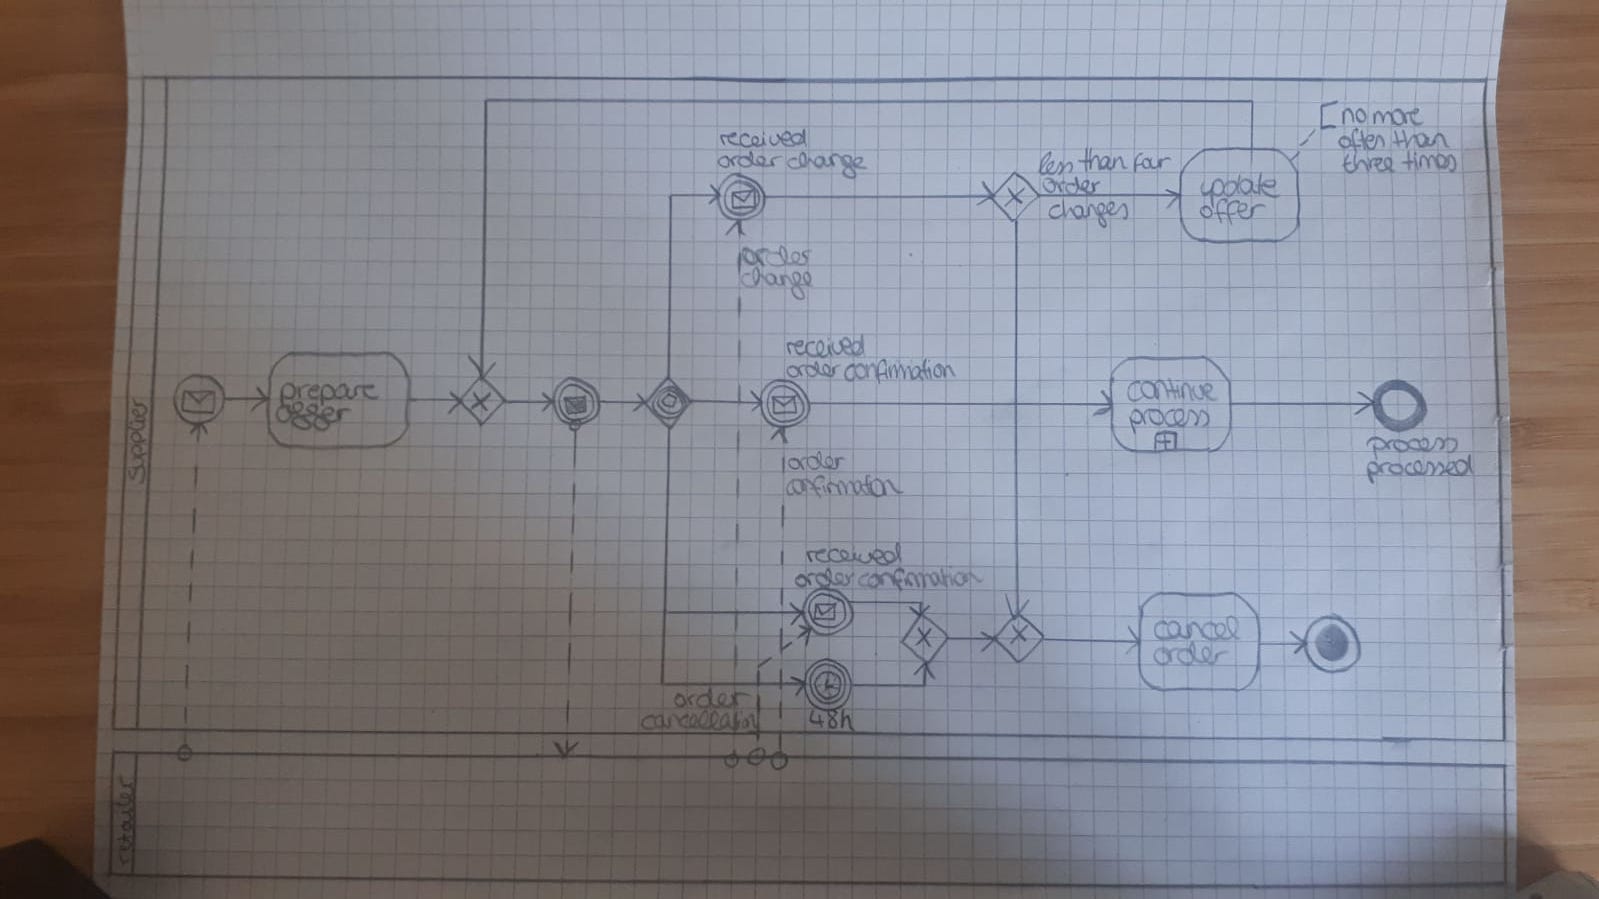 received
order change
less than four
order
changes
no more
often than
three times
update
offer
order
change
received
order confirmation
prepare
offer
continue
process
process
processed
order
confirmation
received
order confirmation
cancel
order
order
cancellation
48h
Supplier
retailer